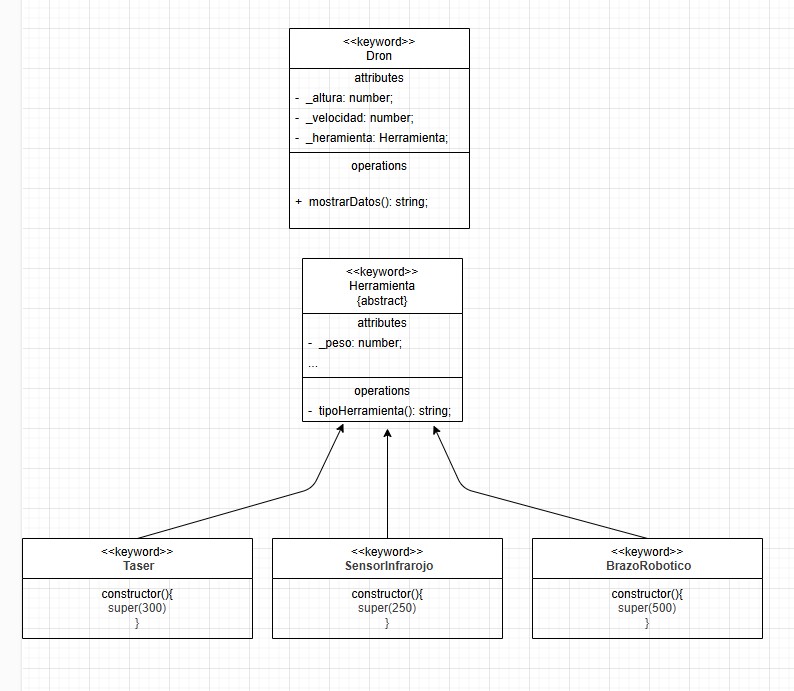 <<keyword>>
Dron
attributes
- _altura: number;
- _velocidad: number;
- _heramienta: Herramienta;
operations
+ mostrarDatos(): string;
<<keyword>>
Herramienta
{abstract}
attributes
- _peso: number;
...
operations
- tipoHerramienta(): string;
<<keyword>>
Taser
constructor(){
super(300)
}
<<keyword>>
SensorInfrarojo
constructor(){
super(250)
}
<<keyword>>
BrazoRobotico
constructor(){
super(500)
}